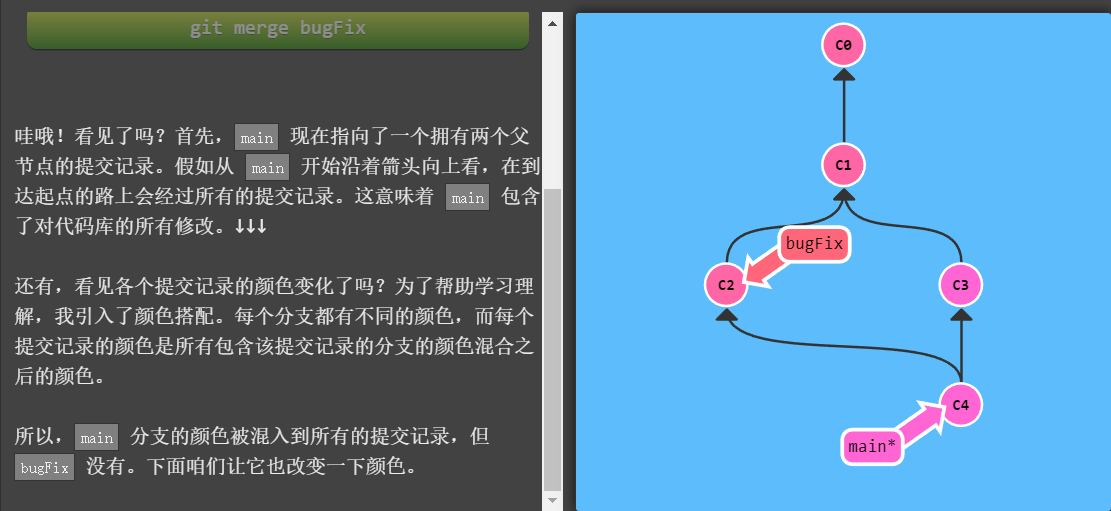 git merge bugFix
哇哦！看见了吗？首先， main 现在指向了一个拥有两个父
节点的提交记录。假如从 main 开始沿着箭头向上看，在到
达起点的路上会经过所有的提交记录。这意味着 main 包含
了对代码库的所有修改。↓↓↓
还有，看见各个提交记录的颜色变化了吗？为了帮助学习理
解，我引入了颜色搭配。每个分支都有不同的颜色，而每个
提交记录的颜色是所有包含该提交记录的分支的颜色混合之
后的颜色。
所以， main 分支的颜色被混入到所有的提交记录，但
bugFix 没有。下面咱们让它也改变一下颜色。
C0
C1
bugFix
C2
C3
C4
main*